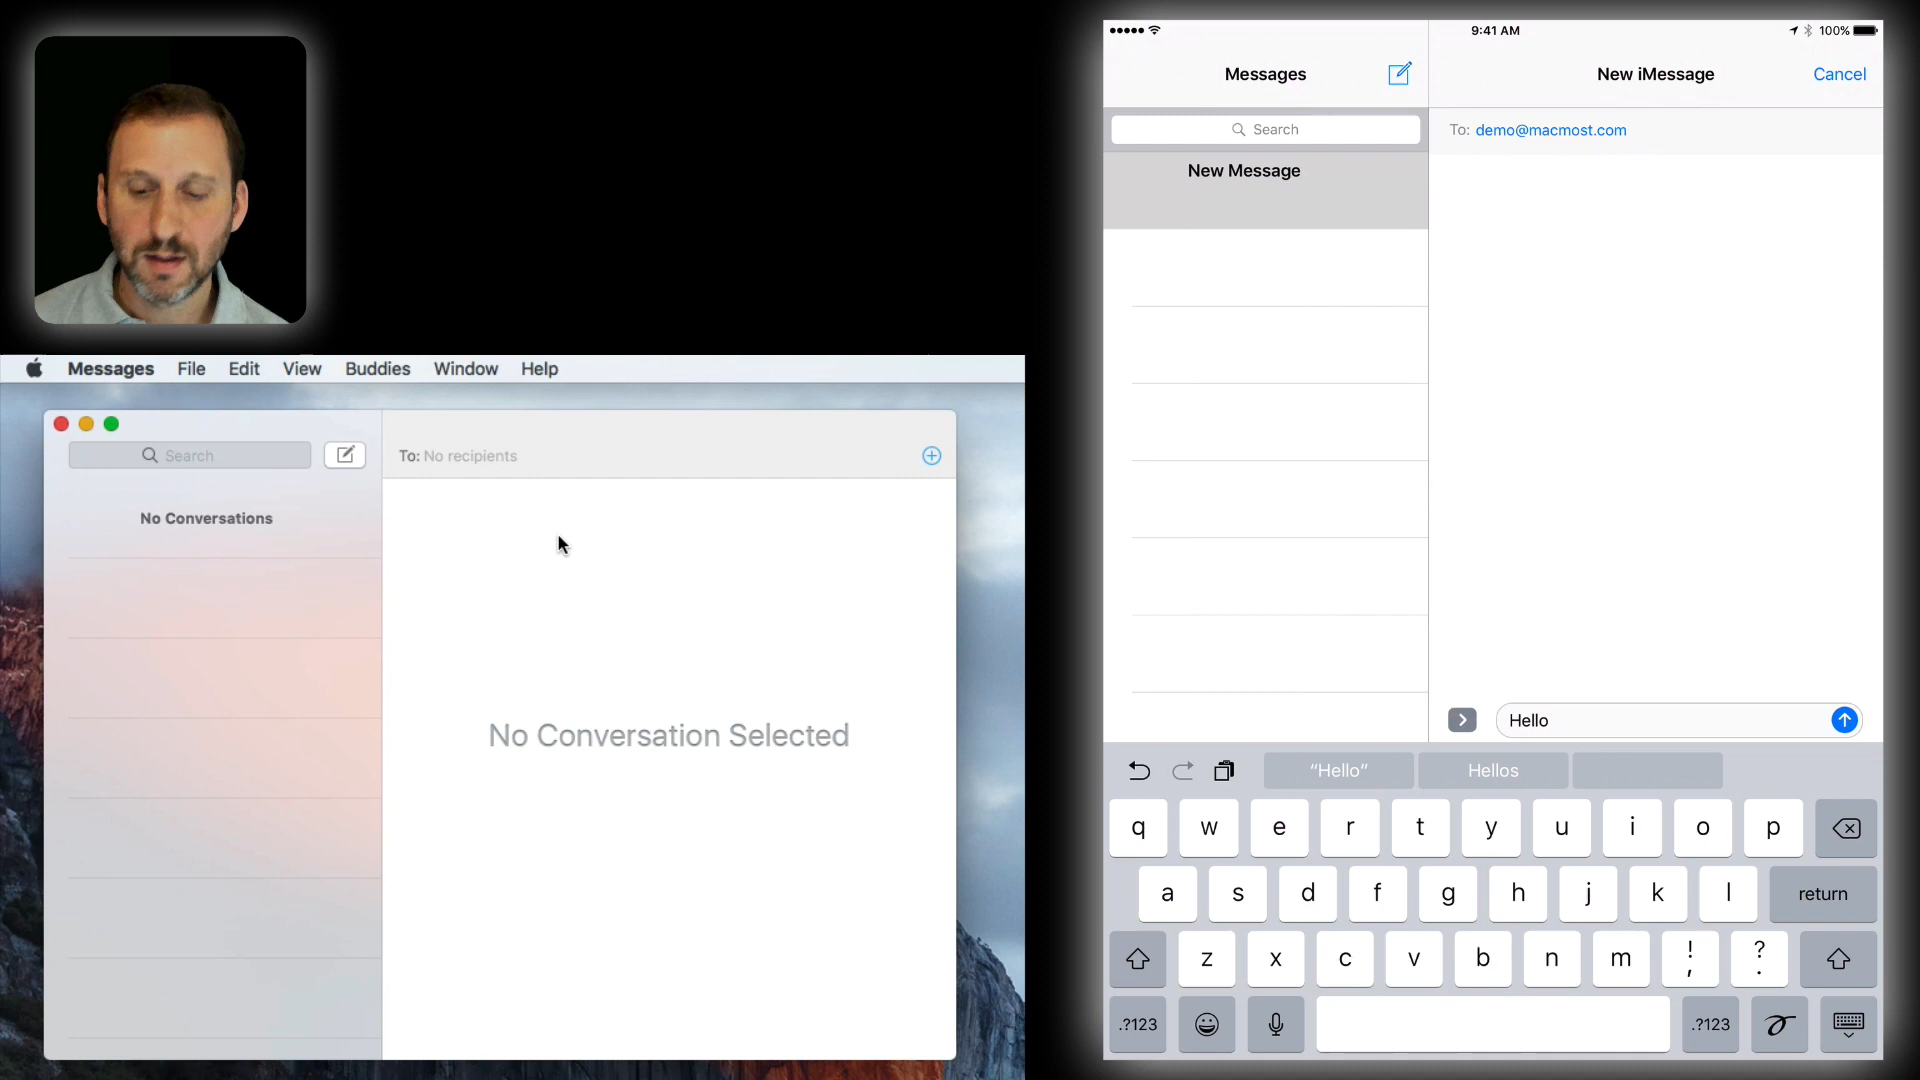 Messages File Edit View Buddies Window Help
Search
To: No recipients
No Conversations
No Conversation Selected
9:41 AM
100%
Messages
New iMessage
Cancel
Search
To: demo@macmost.com
New Message
Hello
“Hello” Hellos
q w e r t y u i o p
a s d f g h j k l return
z x c v b n m ! , ? .
.?123 .?123